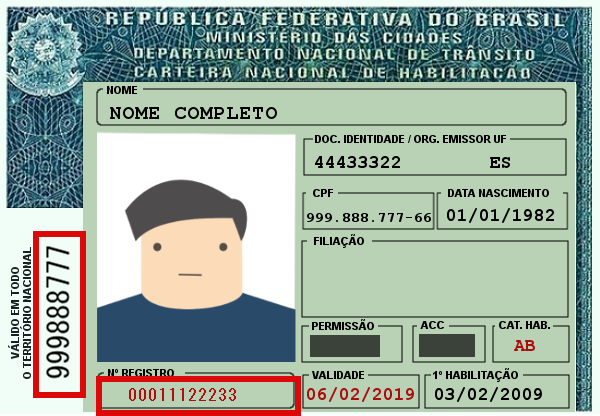 REPÚBLICA FEDERATIVA DO BRASIL
MINISTÉRIO DAS CIDADES
DEPARTAMENTO NACIONAL DE TRÂNSITO
CARTEIRA NACIONAL DE HABILITACAO
NOME
NOME COMPLETO
DOC. IDENTIDADE / ORG. EMISSOR UF
44433322 ES
CPF
999.888.777-66
DATA NASCIMENTO
01/01/1982
FILIAÇÃO
PERMISSÃO
ACC
CAT. HAB.
AB
Nº REGISTRO
00011122233
VALIDADE
06/02/2019
1º HABILITAÇÃO
03/02/2009
VÁLIDO EM TODO
O TERRITÓRIO NACIONAL
999888777